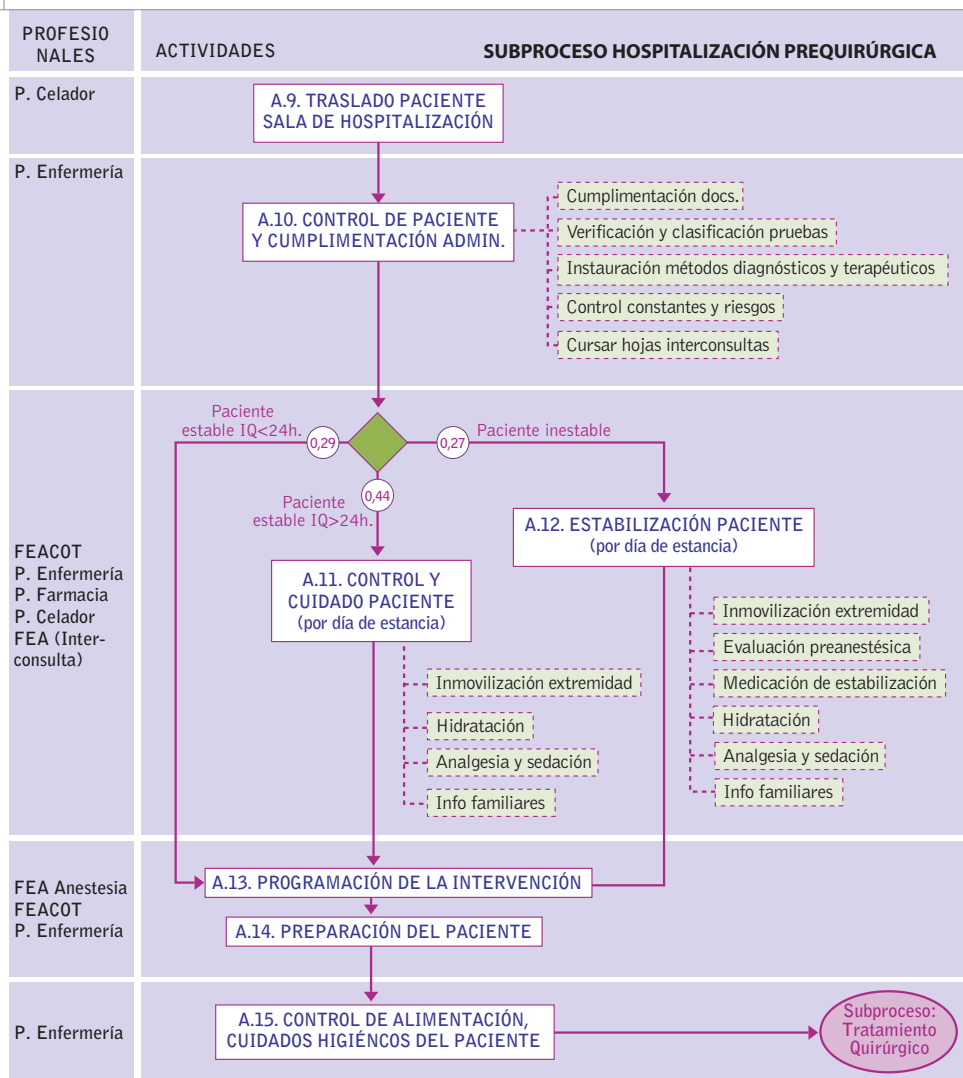 PROFESIO
NALES
ACTIVIDADES
SUBPROCESO HOSPITALIZACIÓN PREQUIRÚRGICA
P. Celador
A.9. TRASLADO PACIENTE
SALA DE HOSPITALIZACIÓN
P. Enfermería
A.10. CONTROL DE PACIENTE
Y CUMPLIMENTACIÓN ADMIN.
Cumplimentación docs.
Verificación y clasificación pruebas
Instauración métodos diagnósticos y terapéuticos
Control constantes y riesgos
Cursar hojas interconsultas
FEACOT
P. Enfermería
P. Farmacia
P. Celador
FEA (Inter-
consulta)
Paciente
estable IQ<24h.
0,29
0,27
Paciente inestable
Paciente
estable IQ>24h.
0,44
A.11. CONTROL Y
CUIDADO PACIENTE
(por día de estancia)
Inmovilización extremidad
Hidratación
Analgesia y sedación
Info familiares
A.12. ESTABILIZACIÓN PACIENTE
(por día de estancia)
Inmovilización extremidad
Evaluación preanestésica
Medicación de estabilización
Hidratación
Analgesia y sedación
Info familiares
FEA Anestesia
FEACOT
P. Enfermería
A.13. PROGRAMACIÓN DE LA INTERVENCIÓN
A.14. PREPARACIÓN DEL PACIENTE
P. Enfermería
A.15. CONTROL DE ALIMENTACIÓN,
CUIDADOS HIGIÉNCOS DEL PACIENTE
Subproceso:
Tratamiento
Quirúrgico